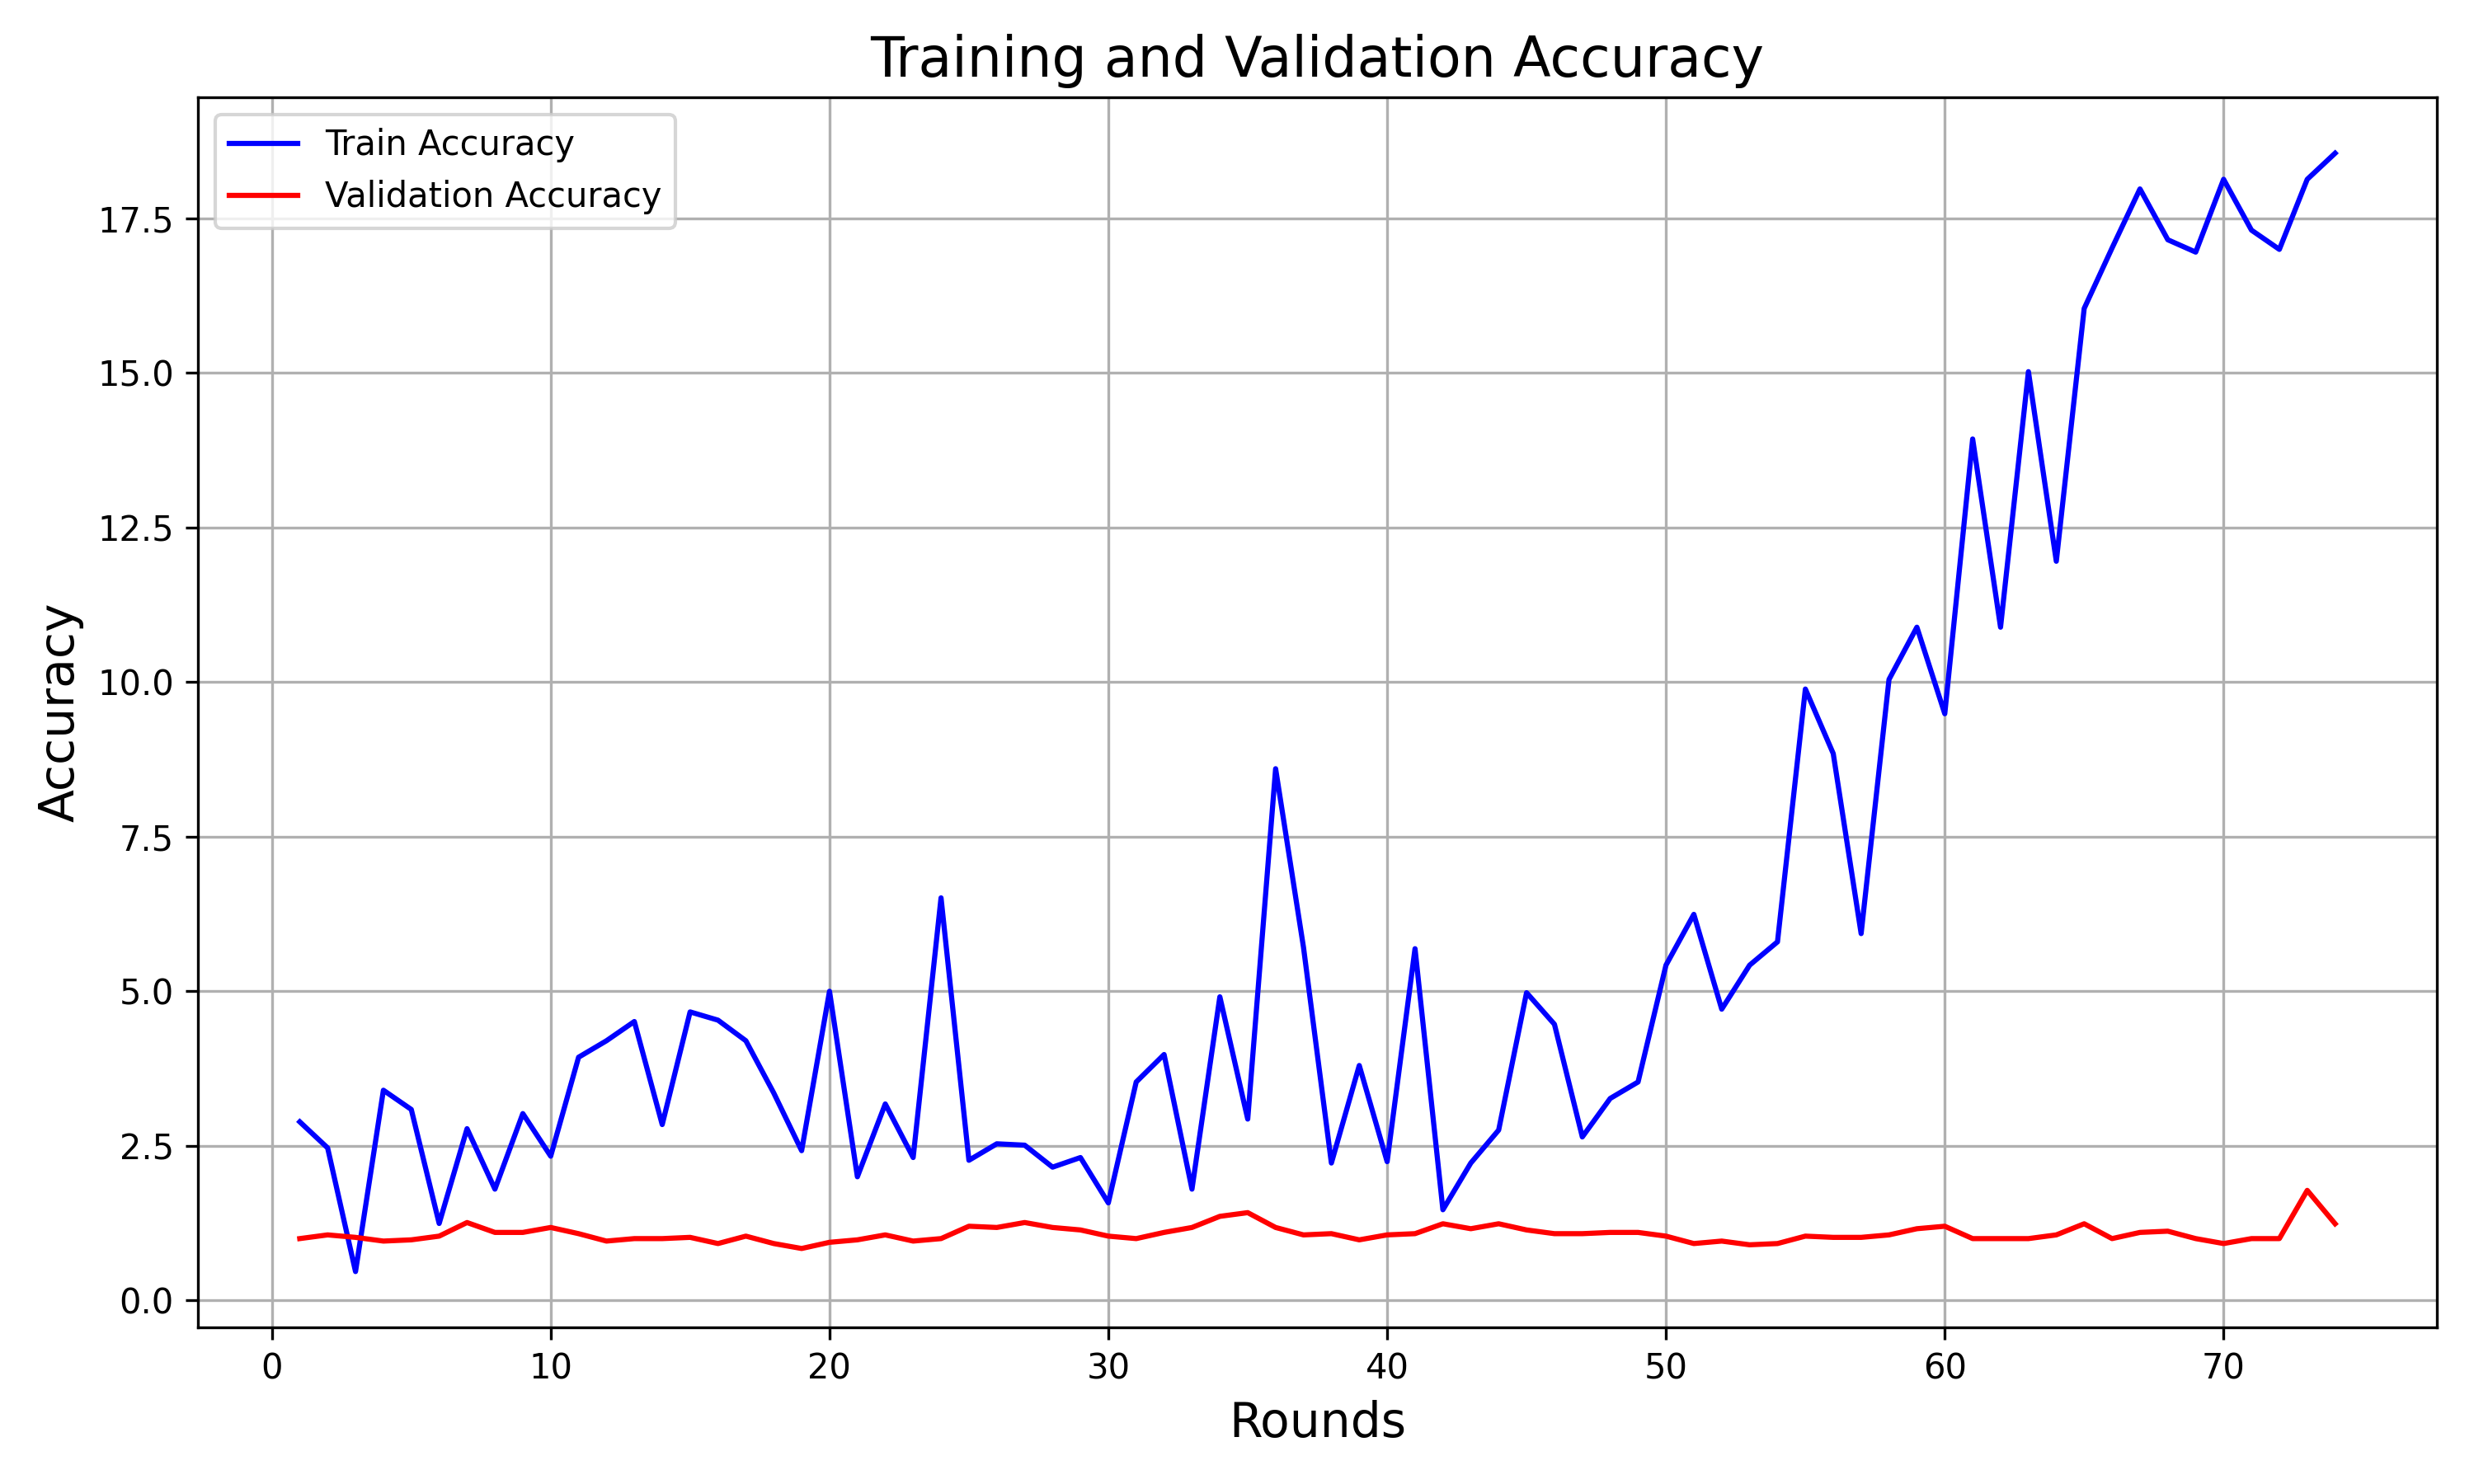 Training and Validation Accuracy
Train Accuracy
Validation Accuracy
17.5
15.0
12.5
10.0
7.5
5.0
2.5
0.0
Accuracy
0 10 20 30 40 50 60 70
Rounds